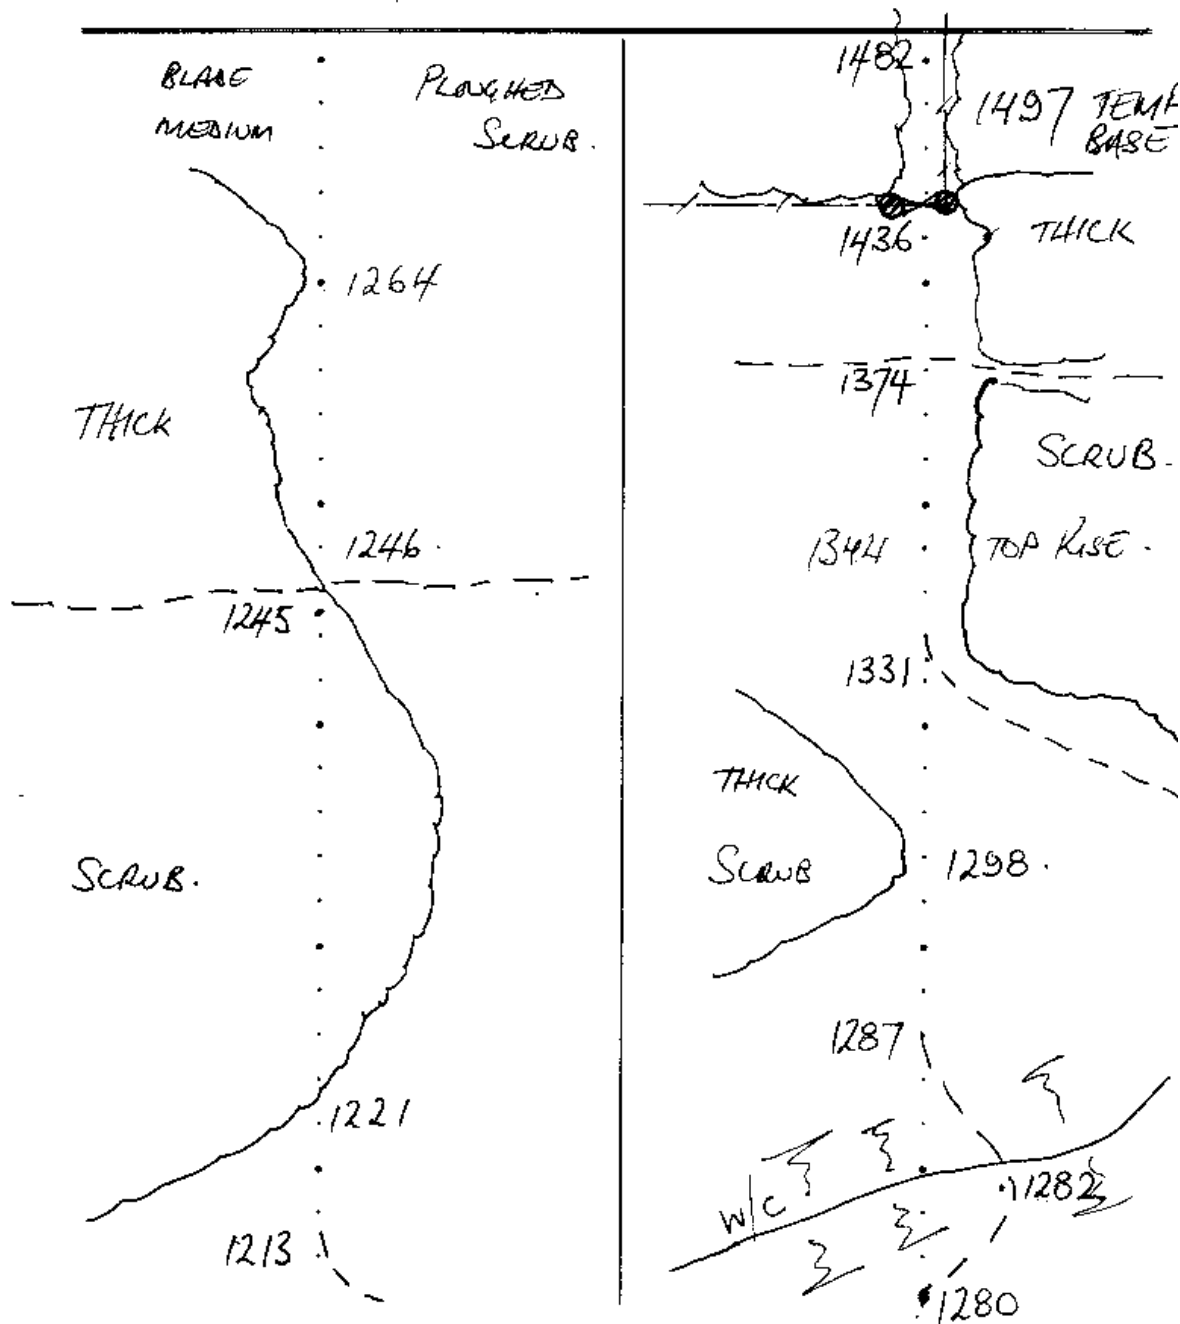 BLADE
MEDIUM
PLOUGHED
SCRUB.
1264
THICK
1246.
1245
SCRUB.
1221
1213
1482
1497 TEMP
BASE
1436
THICK
1374
SCRUB.
1344
TOP RISE.
1331
THICK
SCRUB
1298.
1287
W/C
1282
1280